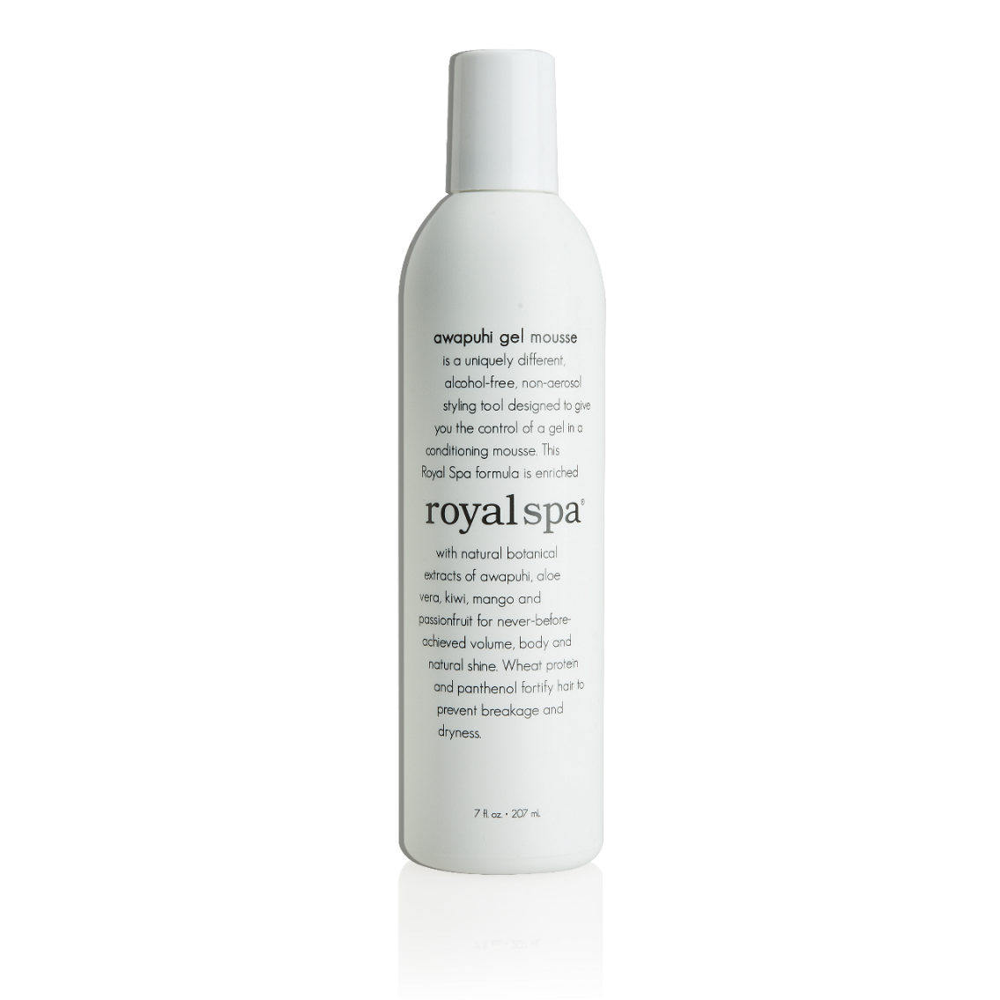 awapuhi gel mousse
is a uniquely different,
alcohol-free, non-aerosol
styling tool designed to give
you the control of a gel in a
conditioning mousse. This
Royal Spa formula is enriched
royal spa®
with natural botanical
extracts of awapuhi, aloe
vera, kiwi, mango and
passionfruit for never-before-
achieved volume, body and
natural shine. Wheat protein
and panthenol fortify hair to
prevent breakage and
dryness.
7 fl. oz. • 207 ml.